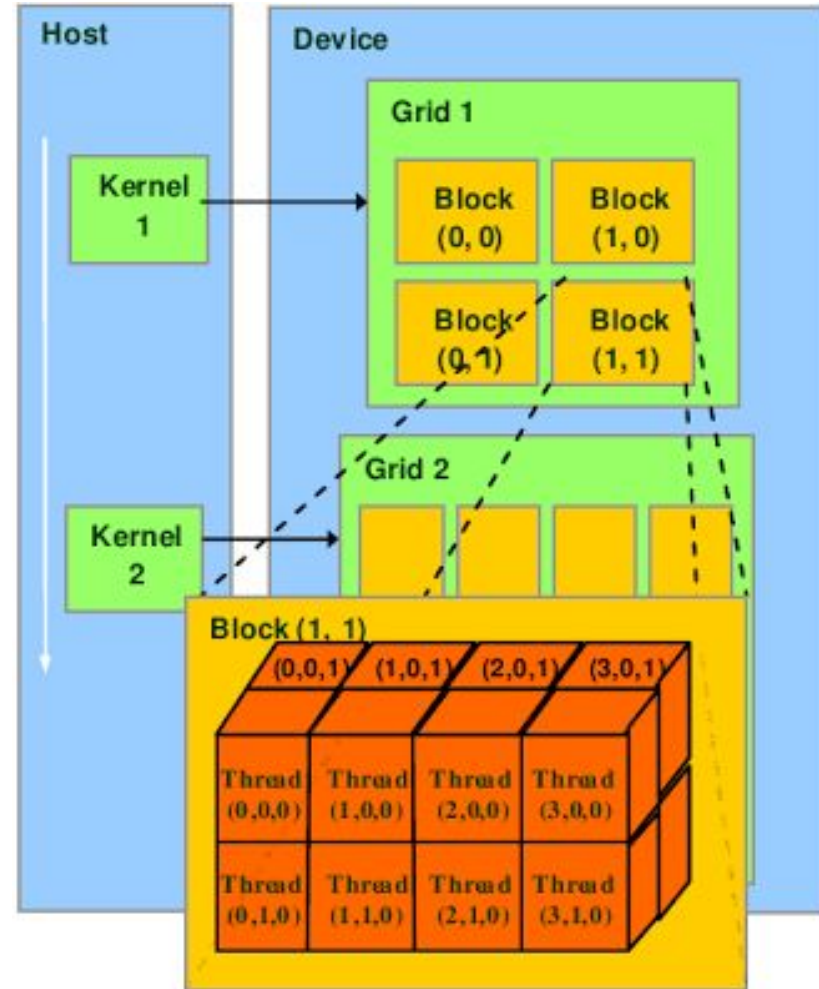 Host
Device
Grid 1
Kernel
1
Block
(0, 0)
Block
(1, 0)
Block
(0, 1)
Block
(1, 1)
Grid 2
Kernel
2
Block (1, 1)
(0,0,1) (1,0,1) (2,0,1) (3,0,1)
Thread
(0,0,0)
Thread
(1,0,0)
Thread
(2,0,0)
Thread
(3,0,0)
Thread
(0,1,0)
Thread
(1,1,0)
Thread
(2,1,0)
Thread
(3,1,0)